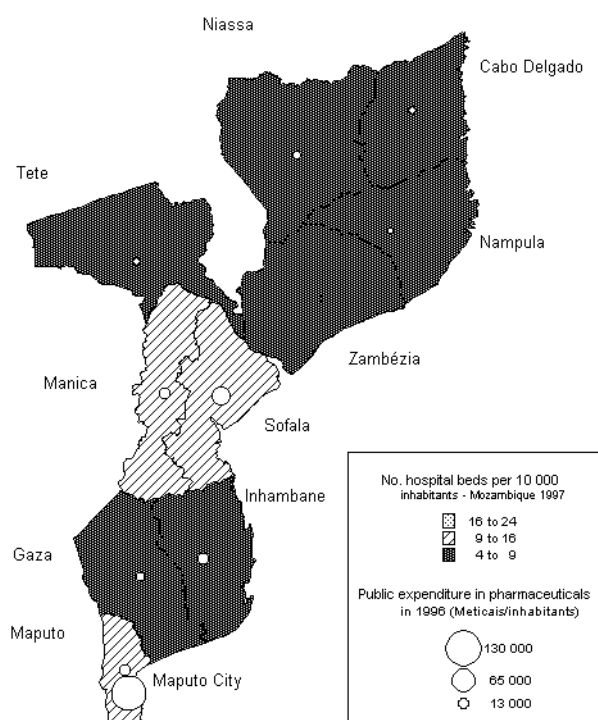 Niassa
Cabo Delgado
Tete
Nampula
Zambézia
Manica
Sofala
Inhambane
Gaza
Maputo
Maputo City
No. hospital beds per 10 000
inhabitants - Mozambique 1997
16 to 24
9 to 16
4 to 9
Public expenditure in pharmaceuticals
in 1996 (Meticais/inhabitants)
130 000
65 000
13 000